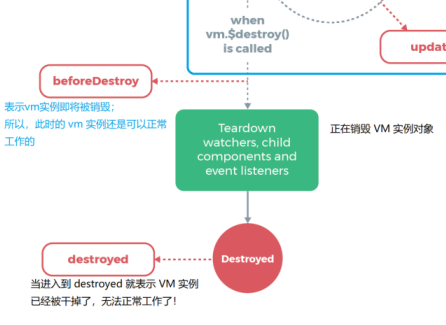 when
vm.$destroy()
is called
updat
beforeDestroy
表示vm实例即将被销毁；
所以，此时的 vm 实例还是可以正常
工作的
Teardown
watchers, child
components and
event listeners
正在销毁 VM 实例对象
destroyed
Destroyed
当进入到 destroyed 就表示 VM 实例
已经被干掉了，无法正常工作了！